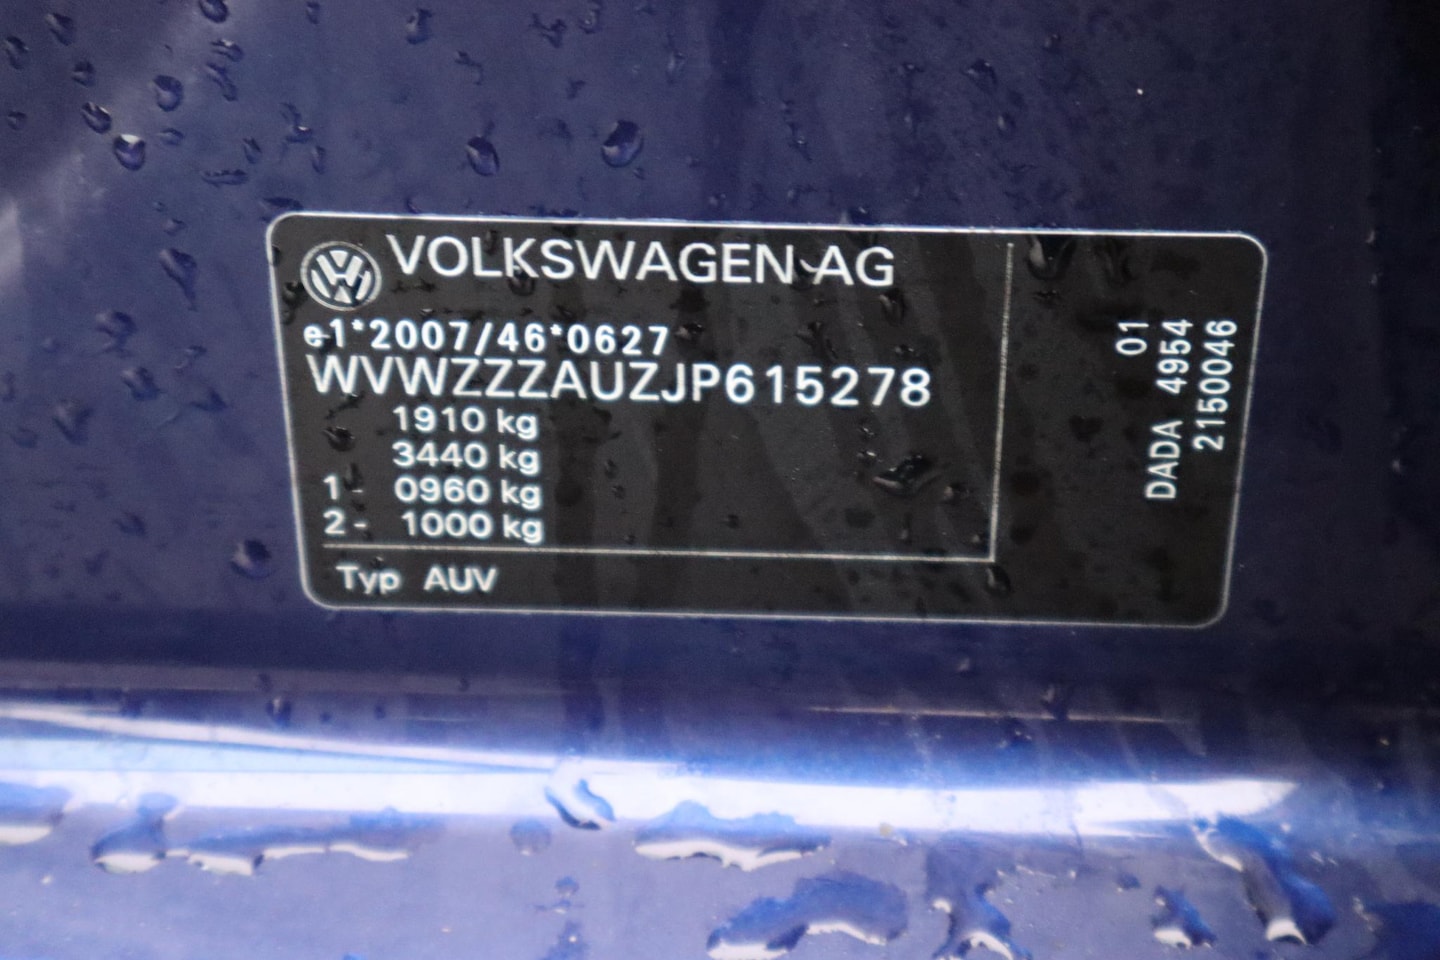 VOLKSWAGEN AG
e1*2007/46*0627
WVWZZZAUZJP615278
1910 kg
3440 kg
1- 0960 kg
2- 1000 kg
Typ AUV
01
DADA 4954
2150046